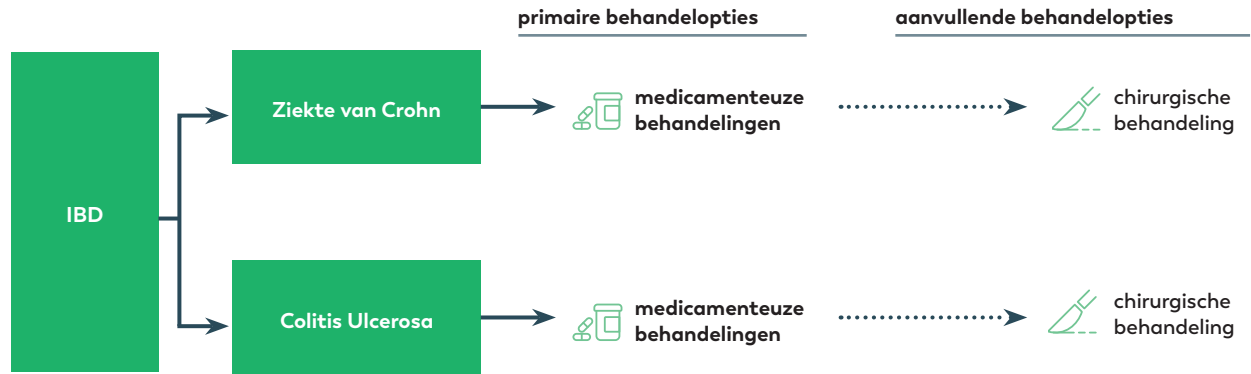 primaire behandelopties
aanvullende behandelopties
IBD
Ziekte van Crohn
medicamenteuze
behandelingen
chirurgische
behandeling
Colitis Ulcerosa
medicamenteuze
behandelingen
chirurgische
behandeling